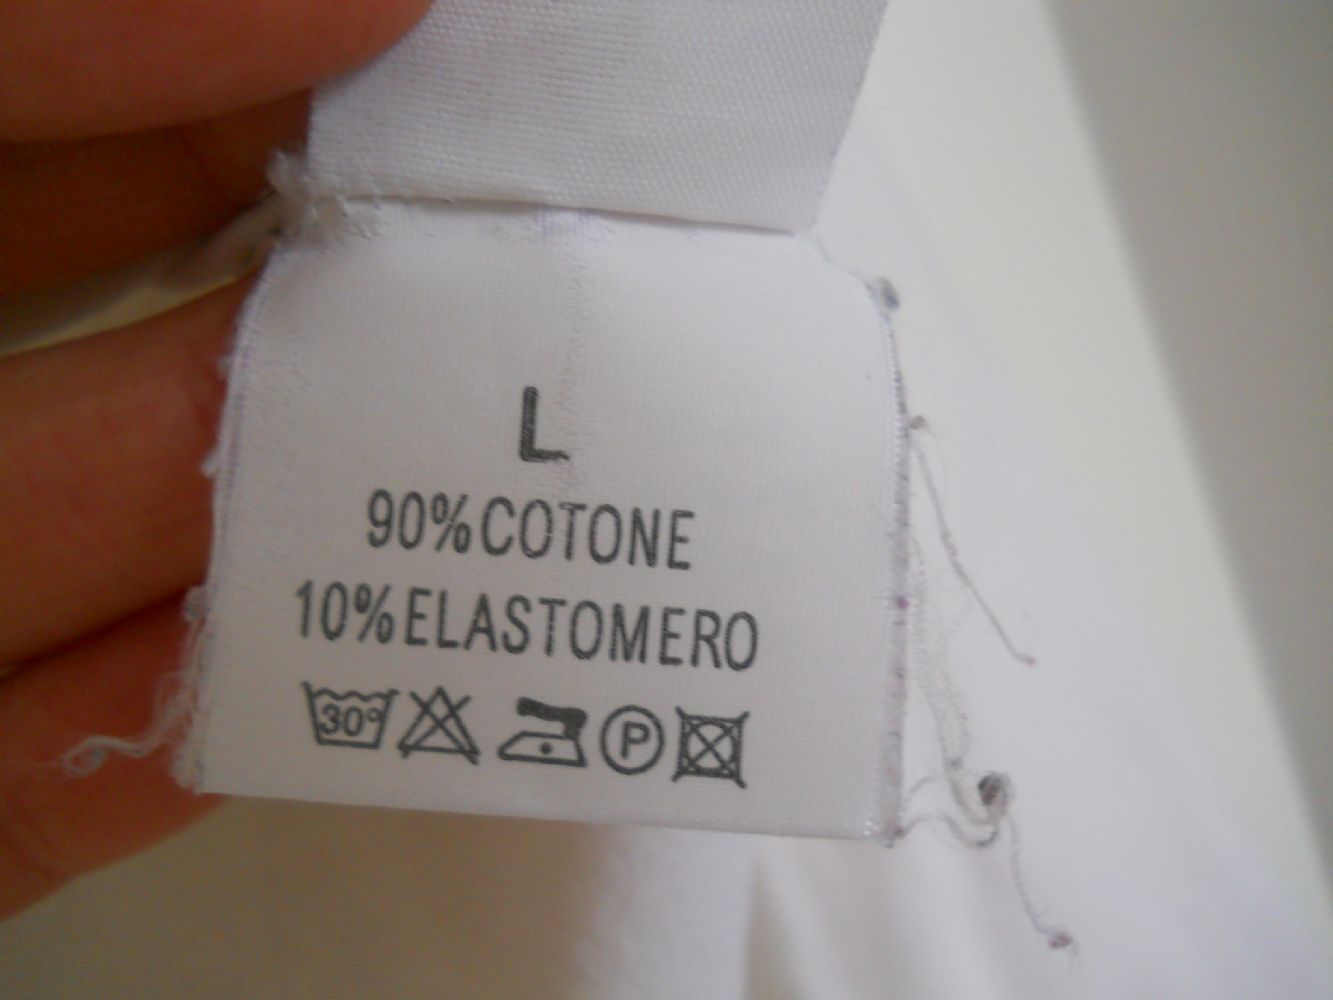 L
90%COTONE
10%ELASTOMERO
30°
P